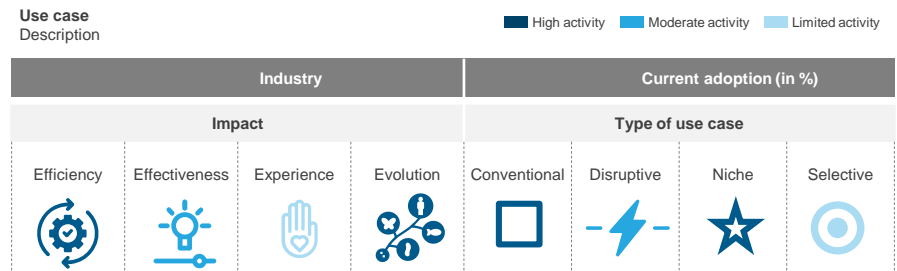 Use case
Description
High activity Moderate activity Limited activity
Industry Current adoption (in %)
Impact Type of use case
Efficiency Effectiveness Experience Evolution Conventional Disruptive Niche Selective